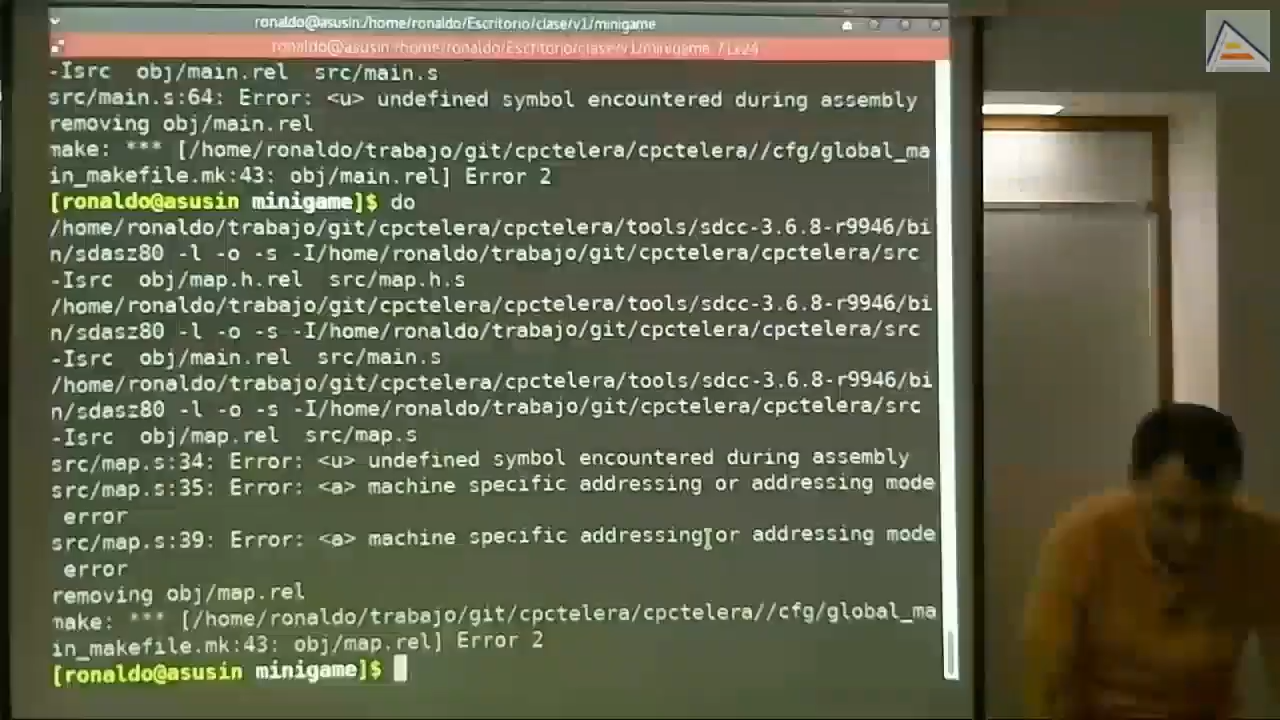 ronaldo@asusin:/home/ronaldo/Escritorio/clase/v1/minigame
ronaldo@asusin:/home/ronaldo/Escritorio/clase/v1/minigame 71x24
-Isrc  obj/main.rel  src/main.s
src/main.s:64: Error: <u> undefined symbol encountered during assembly
removing obj/main.rel
make: *** [/home/ronaldo/trabajo/git/cpctelera/cpctelera//cfg/global_ma
in_makefile.mk:43: obj/main.rel] Error 2
[ronaldo@asusin minigame]$ do
/home/ronaldo/trabajo/git/cpctelera/cpctelera/tools/sdcc-3.6.8-r9946/bi
n/sdasz80 -l -o -s -I/home/ronaldo/trabajo/git/cpctelera/cpctelera/src
-Isrc  obj/map.h.rel  src/map.h.s
/home/ronaldo/trabajo/git/cpctelera/cpctelera/tools/sdcc-3.6.8-r9946/bi
n/sdasz80 -l -o -s -I/home/ronaldo/trabajo/git/cpctelera/cpctelera/src
-Isrc  obj/main.rel  src/main.s
/home/ronaldo/trabajo/git/cpctelera/cpctelera/tools/sdcc-3.6.8-r9946/bi
n/sdasz80 -l -o -s -I/home/ronaldo/trabajo/git/cpctelera/cpctelera/src
-Isrc  obj/map.rel  src/map.s
src/map.s:34: Error: <u> undefined symbol encountered during assembly
src/map.s:35: Error: <a> machine specific addressing or addressing mode
error
src/map.s:39: Error: <a> machine specific addressing or addressing mode
error
removing obj/map.rel
make: *** [/home/ronaldo/trabajo/git/cpctelera/cpctelera//cfg/global_ma
in_makefile.mk:43: obj/map.rel] Error 2
[ronaldo@asusin minigame]$